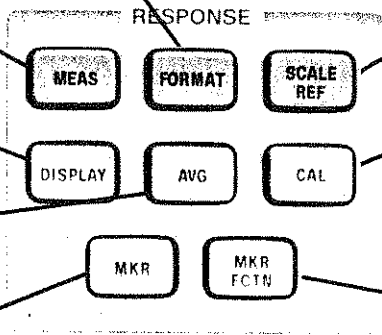 RESPONSE
MEAS
FORMAT
SCALE
REF
DISPLAY
AVG
CAL
MKR
MKR
FCTN